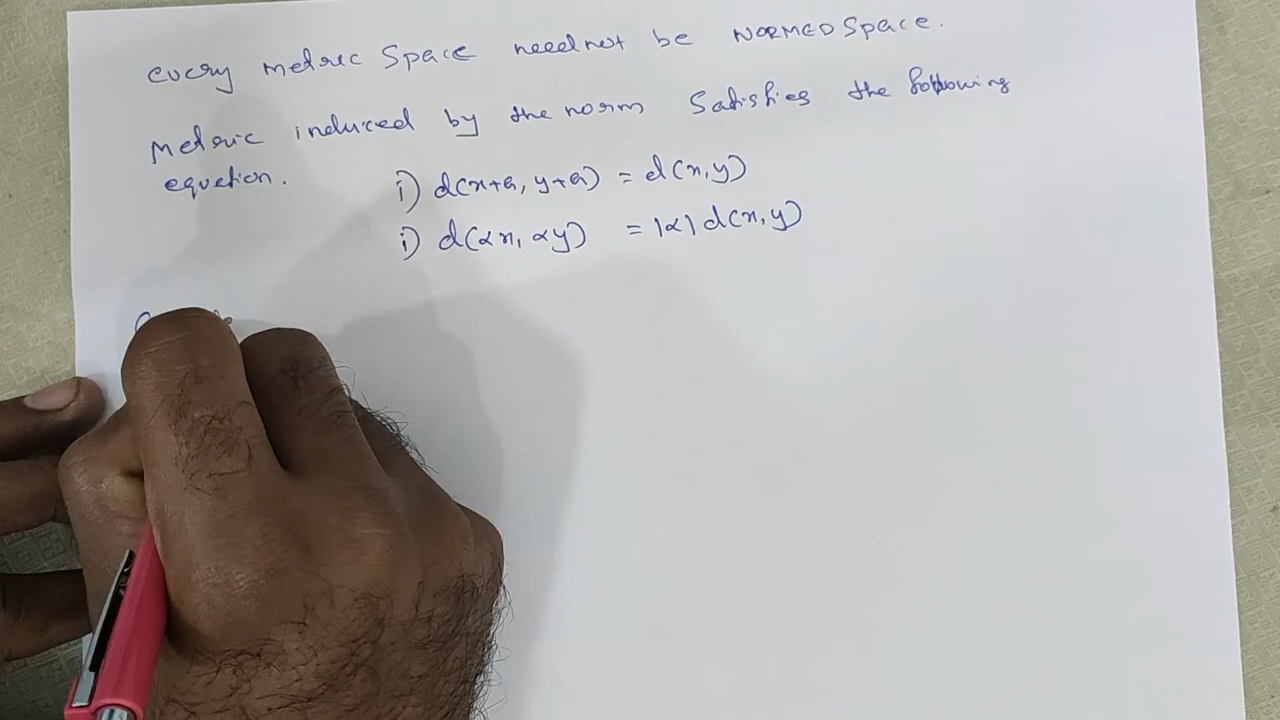 every metric Space neednot be NORMED Space.
Metric induced by the norm Satisfies the following
equation. i) d(x+a, y+a) = d(x,y)
i) d(αx, αy) = |α| d(x,y)